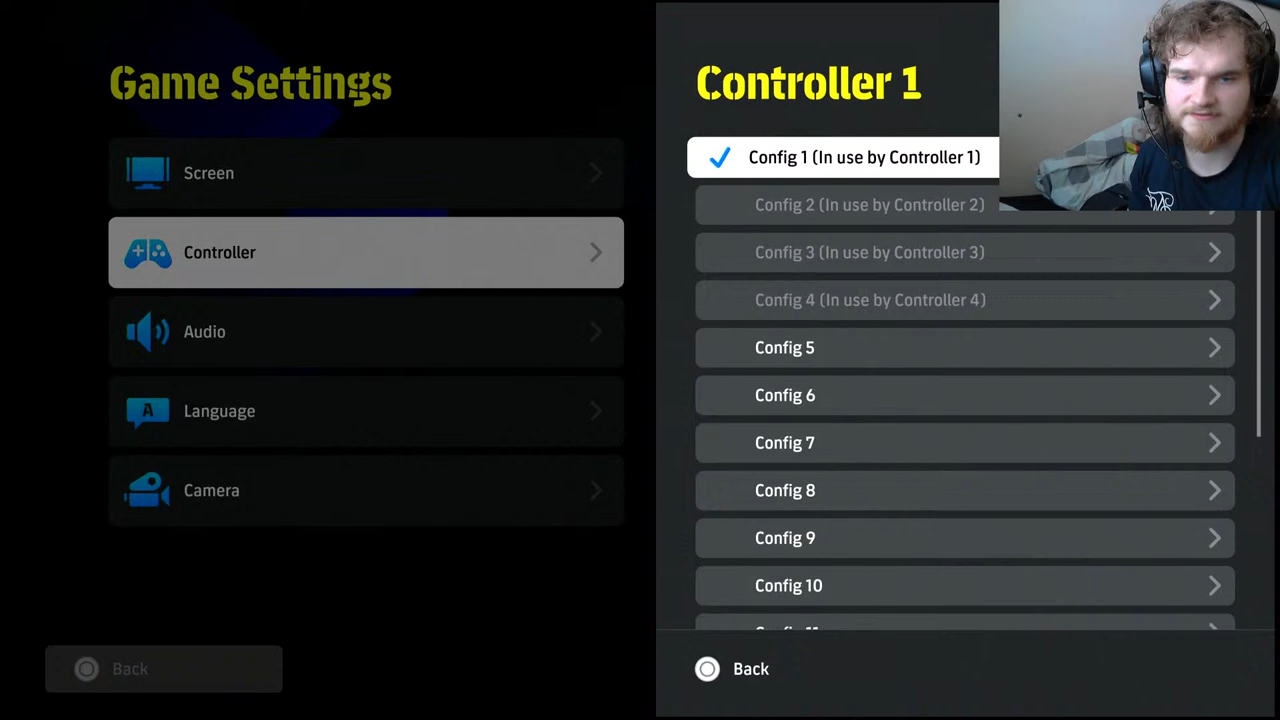 Game Settings
Screen
Controller
Audio
Language
Camera
Back
Controller 1
Config 1 (In use by Controller 1)
Config 2 (In use by Controller 2)
Config 3 (In use by Controller 3)
Config 4 (In use by Controller 4)
Config 5
Config 6
Config 7
Config 8
Config 9
Config 10
Back